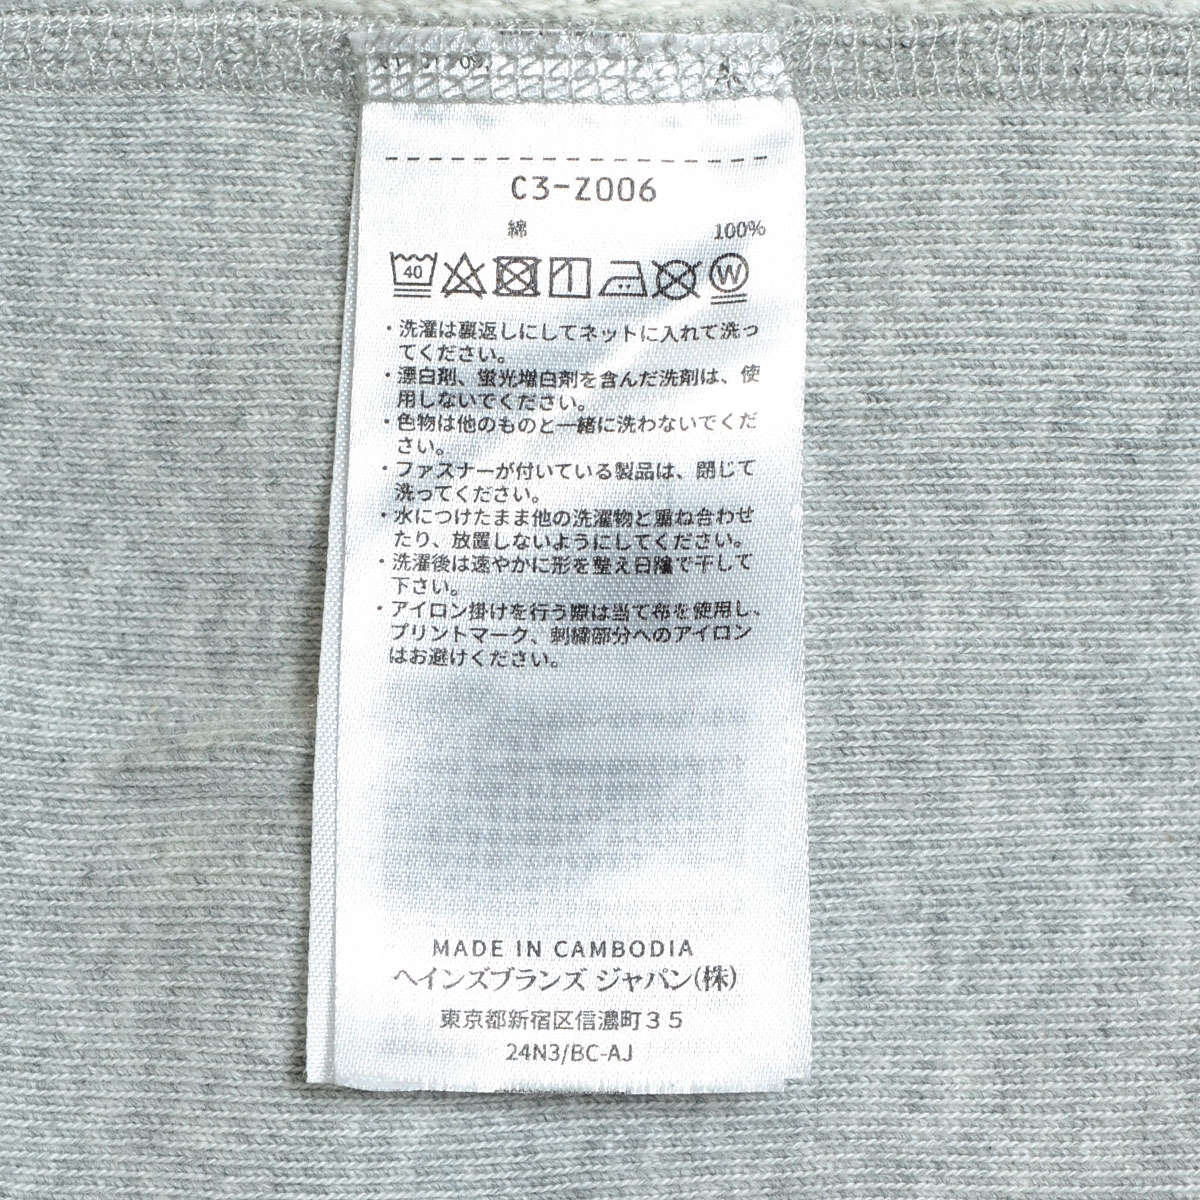 C3-Z006
綿 100%
40
W
・洗濯は裏返しにしてネットに入れて洗っ
てください。
・漂白剤、蛍光増白剤を含んだ洗剤は、使
用しないでください。
・色物は他のものと一緒に洗わないでくだ
さい。
・ファスナーが付いている製品は、閉じて
洗ってください。
・水につけたまま他の洗濯物と重ね合わせ
たり、放置しないようにしてください。
・洗濯後は速やかに形を整え日陰で干して
下さい。
・アイロン掛けを行う際は当て布を使用し、
プリントマーク、刺繍部分へのアイロン
はお避けください。
MADE IN CAMBODIA
ヘインズブランズ ジャパン(株)
東京都新宿区信濃町３５
24N3/BC-AJ